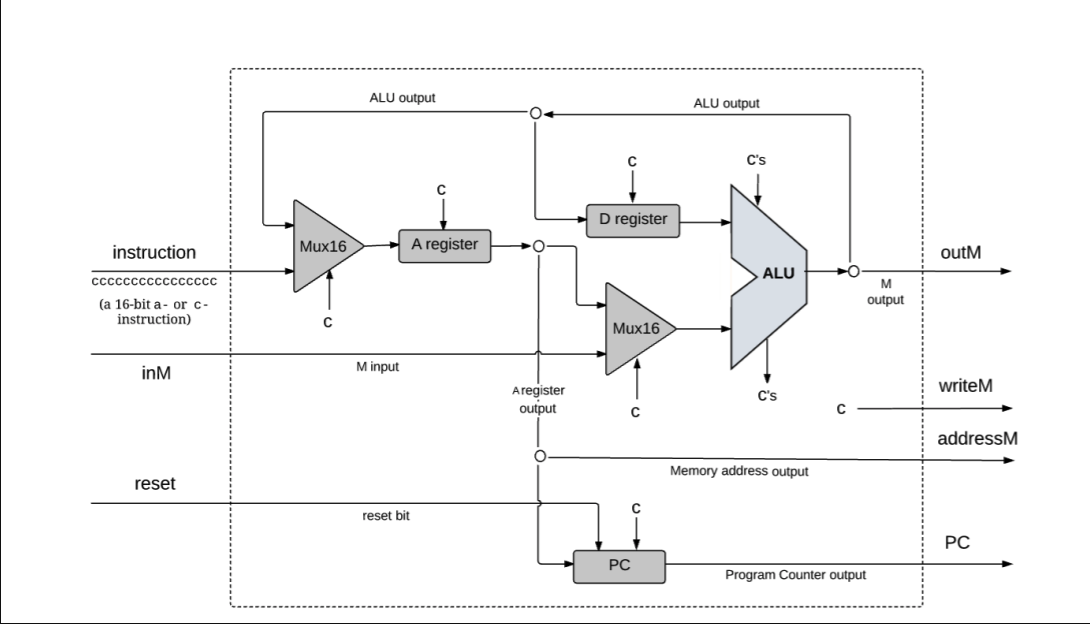 ALU output
ALU output
C
C's
C
D register
Mux16
A register
instruction
cccccccccccccccc
(a 16-bit a- or c-
instruction)
C
ALU
outM
M
output
Mux16
inM
M input
A register
output
C
C's
C
writeM
addressM
Memory address output
reset
reset bit
C
PC
PC
Program Counter output